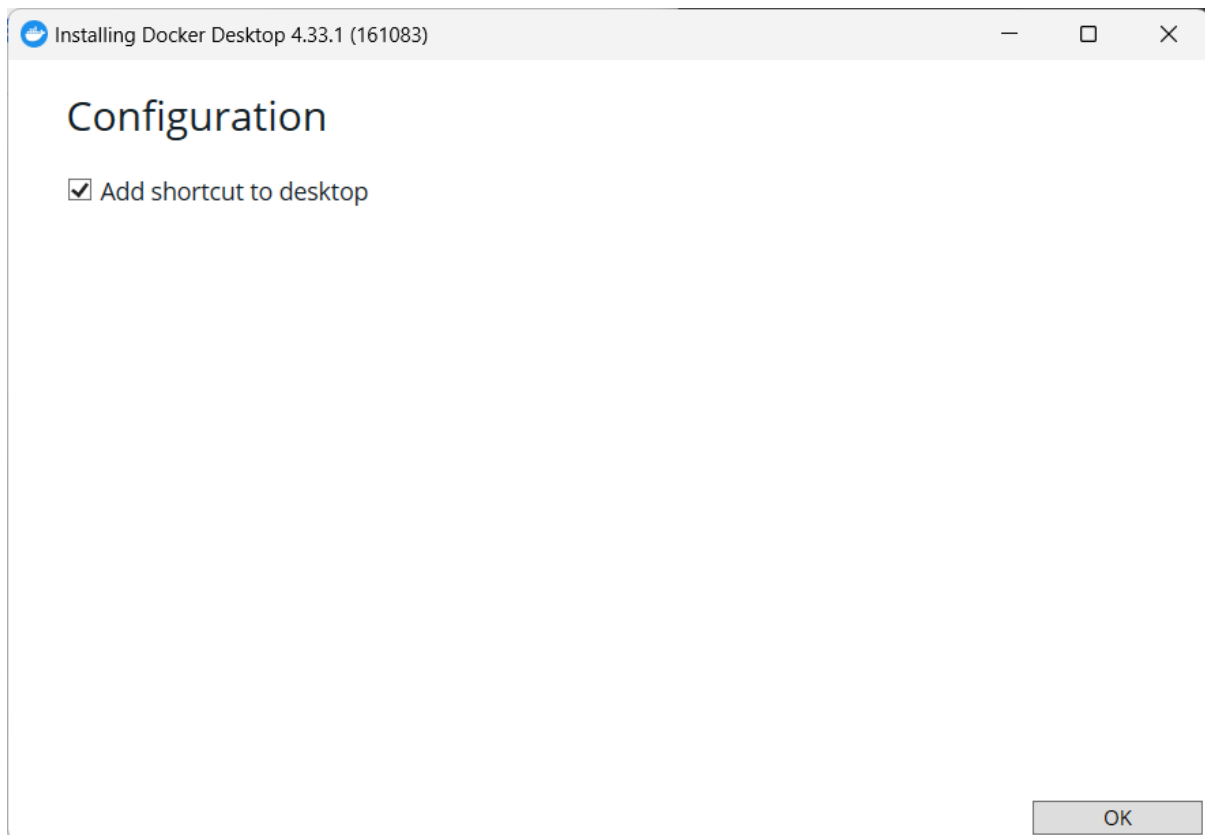 Installing Docker Desktop 4.33.1 (161083)
Configuration
Add shortcut to desktop
OK